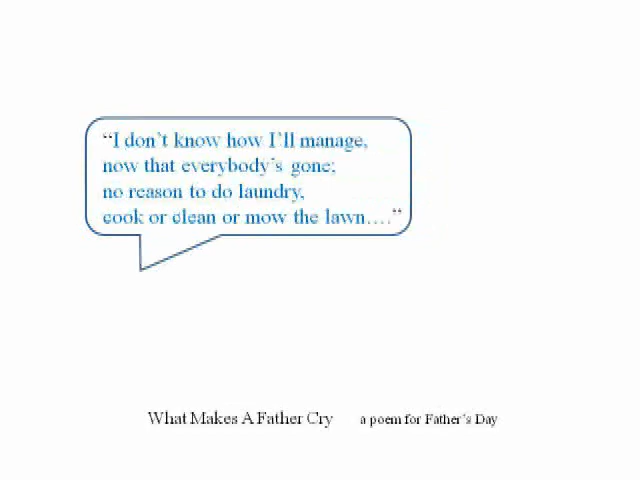 “I don’t know how I’ll manage,
now that everybody’s gone;
no reason to do laundry,
cook or clean or mow the lawn….”
What Makes A Father Cry a poem for Father’s Day